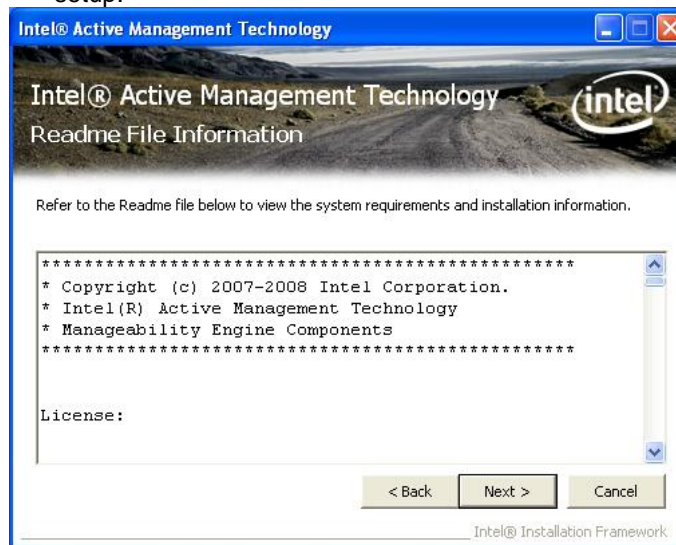 setup.
Intel® Active Management Technology
Intel® Active Management Technology
Readme File Information
intel
Refer to the Readme file below to view the system requirements and installation information.
**************************************************
* Copyright (c) 2007-2008 Intel Corporation.
* Intel(R) Active Management Technology
* Manageability Engine Components
**************************************************
License:
< Back Next > Cancel
Intel® Installation Framework